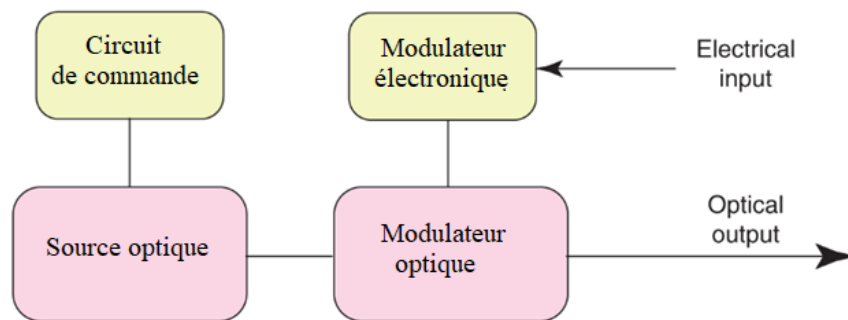 Circuit
de commande
Modulateur
électronique
Electrical
input
Source optique
Modulateur
optique
Optical
output